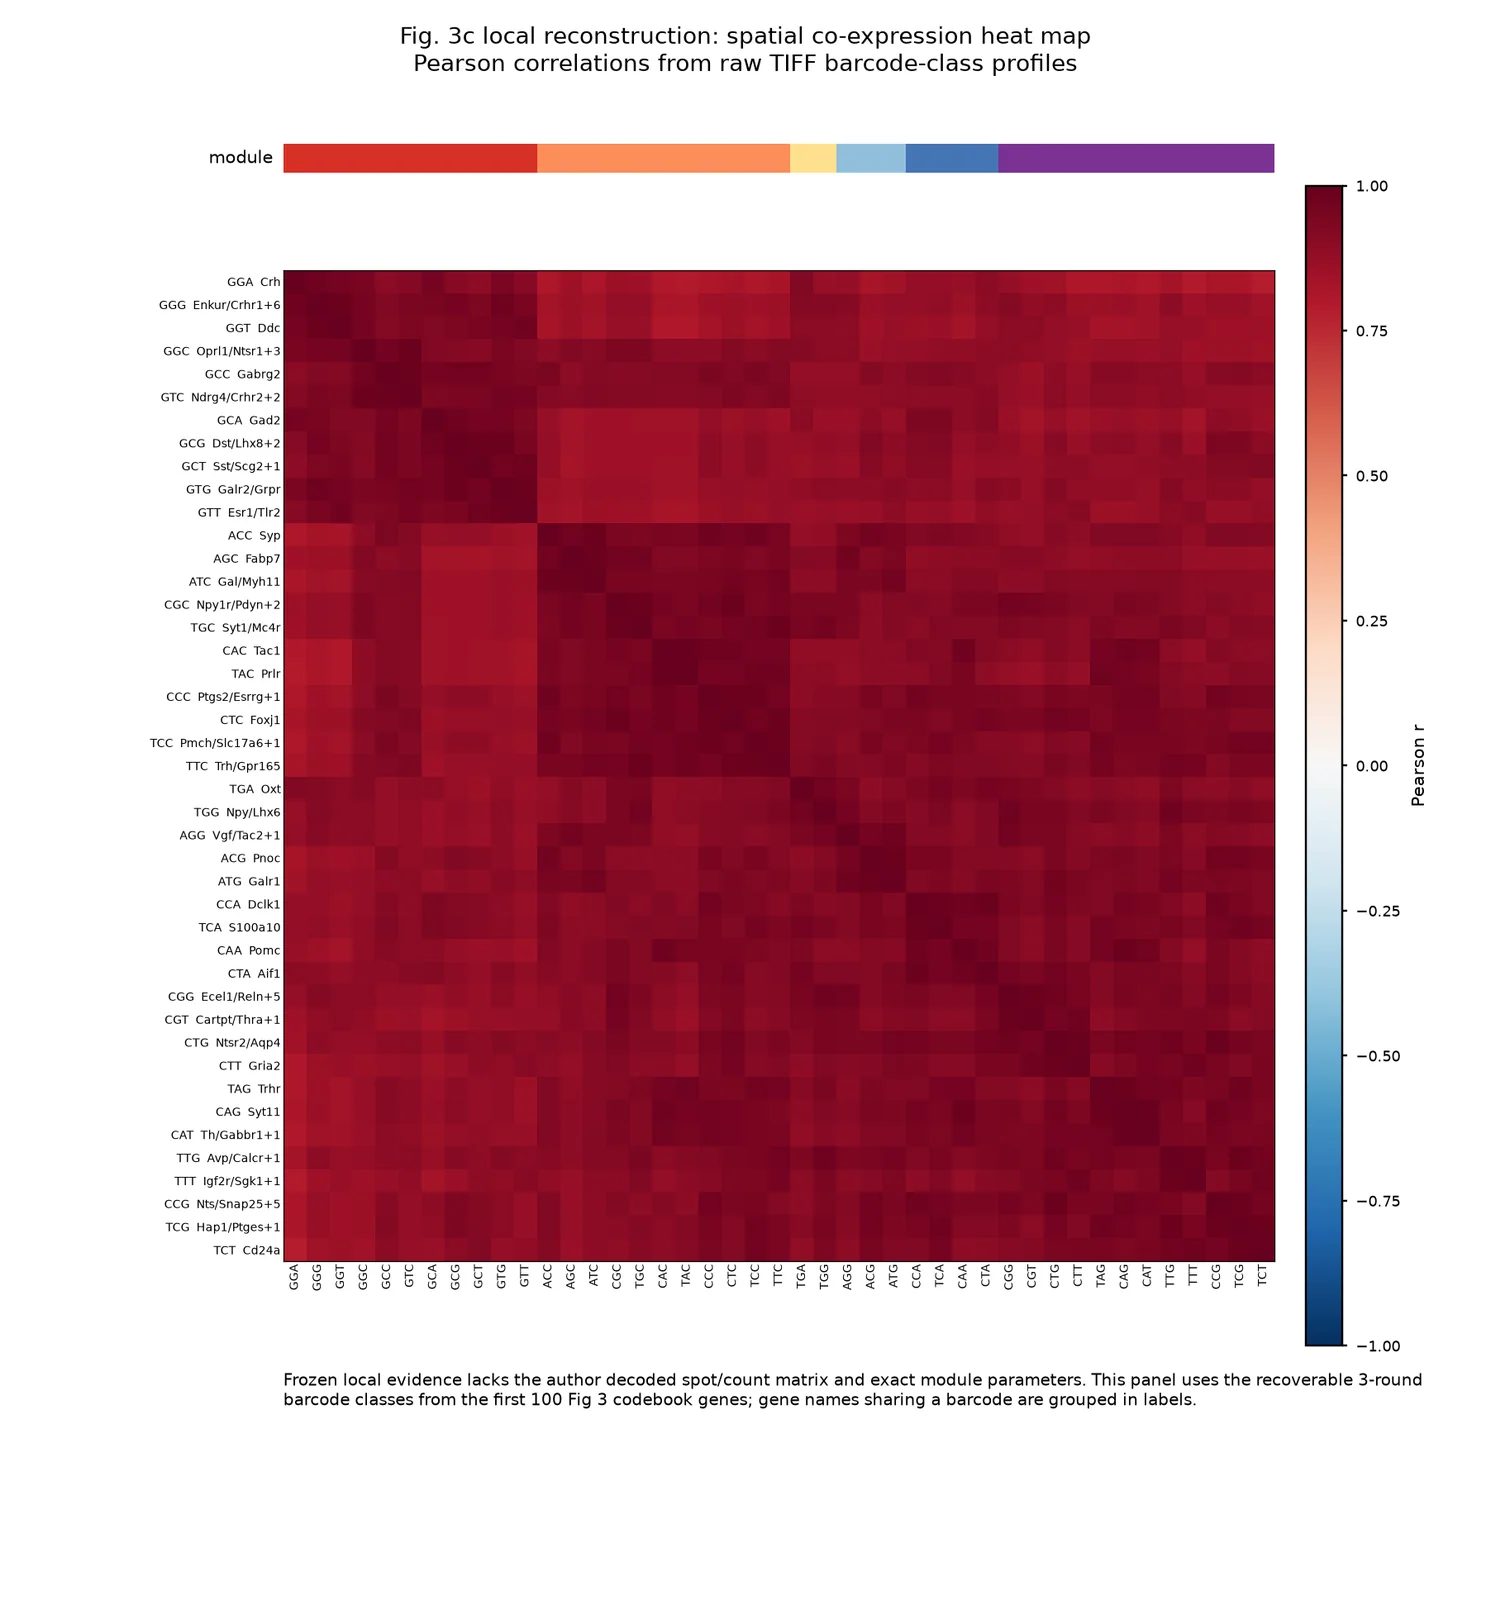 Fig. 3c local reconstruction: spatial co-expression heat map
Pearson correlations from raw TIFF barcode-class profiles
module
1.00
0.75
0.50
0.25
0.00
−0.25
−0.50
−0.75
−1.00
Pearson r
GGA Crh
GGG Enkur/Crhr1+6
GGT Ddc
GGC Oprl1/Ntsr1+3
GCC Gabrg2
GTC Ndrg4/Crhr2+2
GCA Gad2
GCG Dst/Lhx8+2
GCT Sst/Scg2+1
GTG Galr2/Grpr
GTT Esr1/Tlr2
ACC Syp
AGC Fabp7
ATC Gal/Myh11
CGC Npy1r/Pdyn+2
TGC Syt1/Mc4r
CAC Tac1
TAC Prlr
CCC Ptgs2/Esrrg+1
CTC Foxj1
TCC Pmch/Slc17a6+1
TTC Trh/Gpr165
TGA Oxt
TGG Npy/Lhx6
AGG Vgf/Tac2+1
ACG Pnoc
ATG Galr1
CCA Dclk1
TCA S100a10
CAA Pomc
CTA Aif1
CGG Ecel1/Reln+5
CGT Cartpt/Thra+1
CTG Ntsr2/Aqp4
CTT Gria2
TAG Trhr
CAG Syt11
CAT Th/Gabbr1+1
TTG Avp/Calcr+1
TTT Igf2r/Sgk1+1
CCG Nts/Snap25+5
TCG Hap1/Ptges+1
TCT Cd24a
GGA GGG GGT GGC GCC GTC GCA GCG GCT GTG GTT ACC AGC ATC CGC TGC CAC TAC CCC CTC TCC TTC TGA TGG AGG ACG ATG CCA TCA CAA CTA CGG CGT CTG CTT TAG CAG CAT TTG TTT CCG TCG TCT
Frozen local evidence lacks the author decoded spot/count matrix and exact module parameters. This panel uses the recoverable 3-round
barcode classes from the first 100 Fig 3 codebook genes; gene names sharing a barcode are grouped in labels.